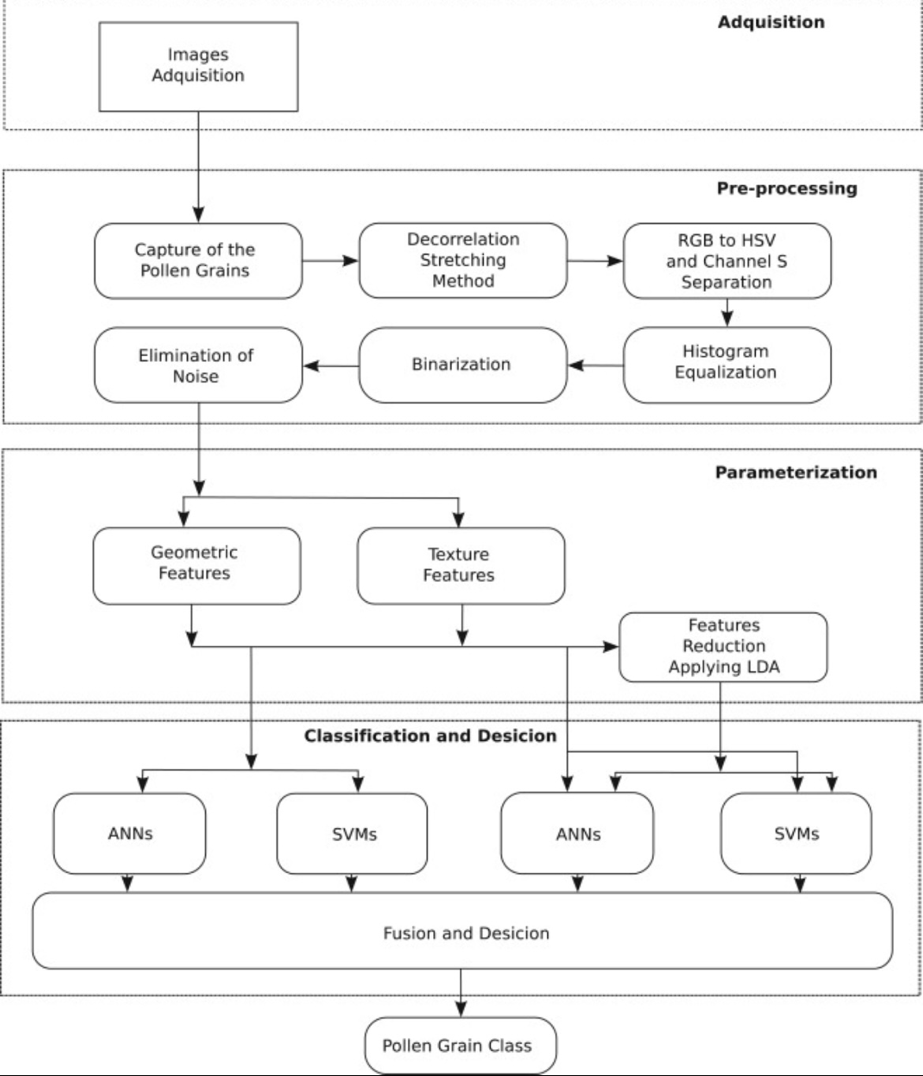 Adquisition
Images
Adquisition
Pre-processing
Capture of the
Pollen Grains
Decorrelation
Stretching
Method
RGB to HSV
and Channel S
Separation
Elimination of
Noise
Binarization
Histogram
Equalization
Parameterization
Geometric
Features
Texture
Features
Features
Reduction
Applying LDA
Classification and Desicion
ANNs
SVMs
ANNs
SVMs
Fusion and Desicion
Pollen Grain Class